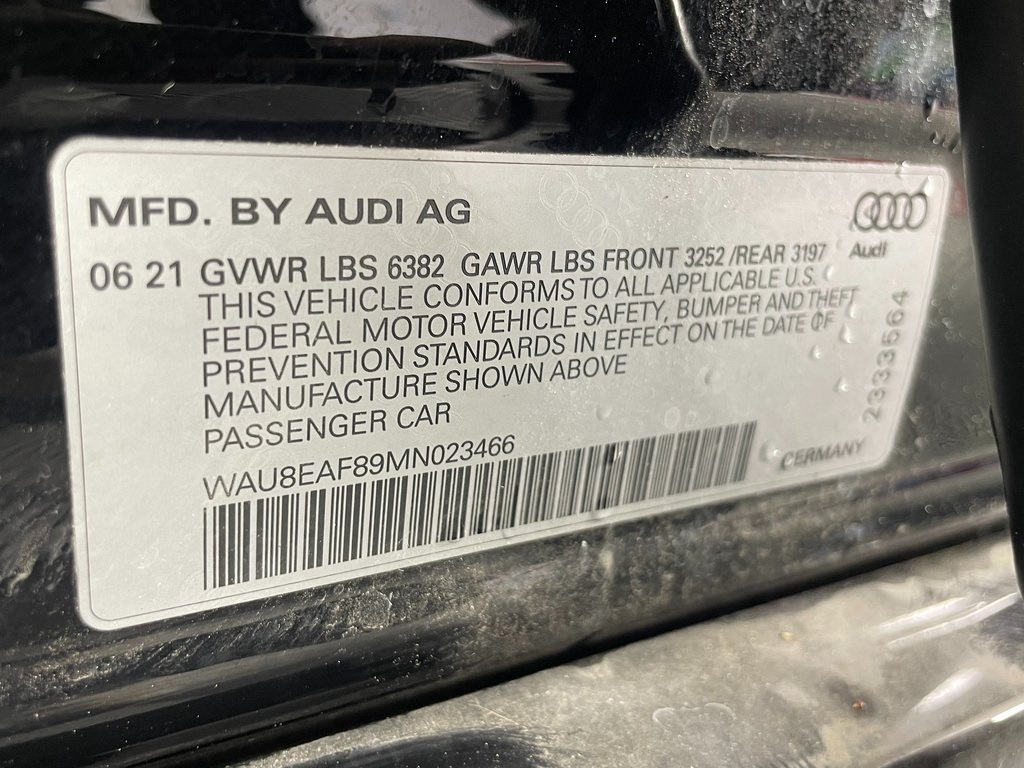 MFD. BY AUDI AG
Audi
06 21 GVWR LBS 6382 GAWR LBS FRONT 3252 /REAR 3197
THIS VEHICLE CONFORMS TO ALL APPLICABLE U.S.
FEDERAL MOTOR VEHICLE SAFETY, BUMPER AND THEFT
PREVENTION STANDARDS IN EFFECT ON THE DATE OF
MANUFACTURE SHOWN ABOVE
PASSENGER CAR
WAU8EAF89MN023466
GERMANY
2333564